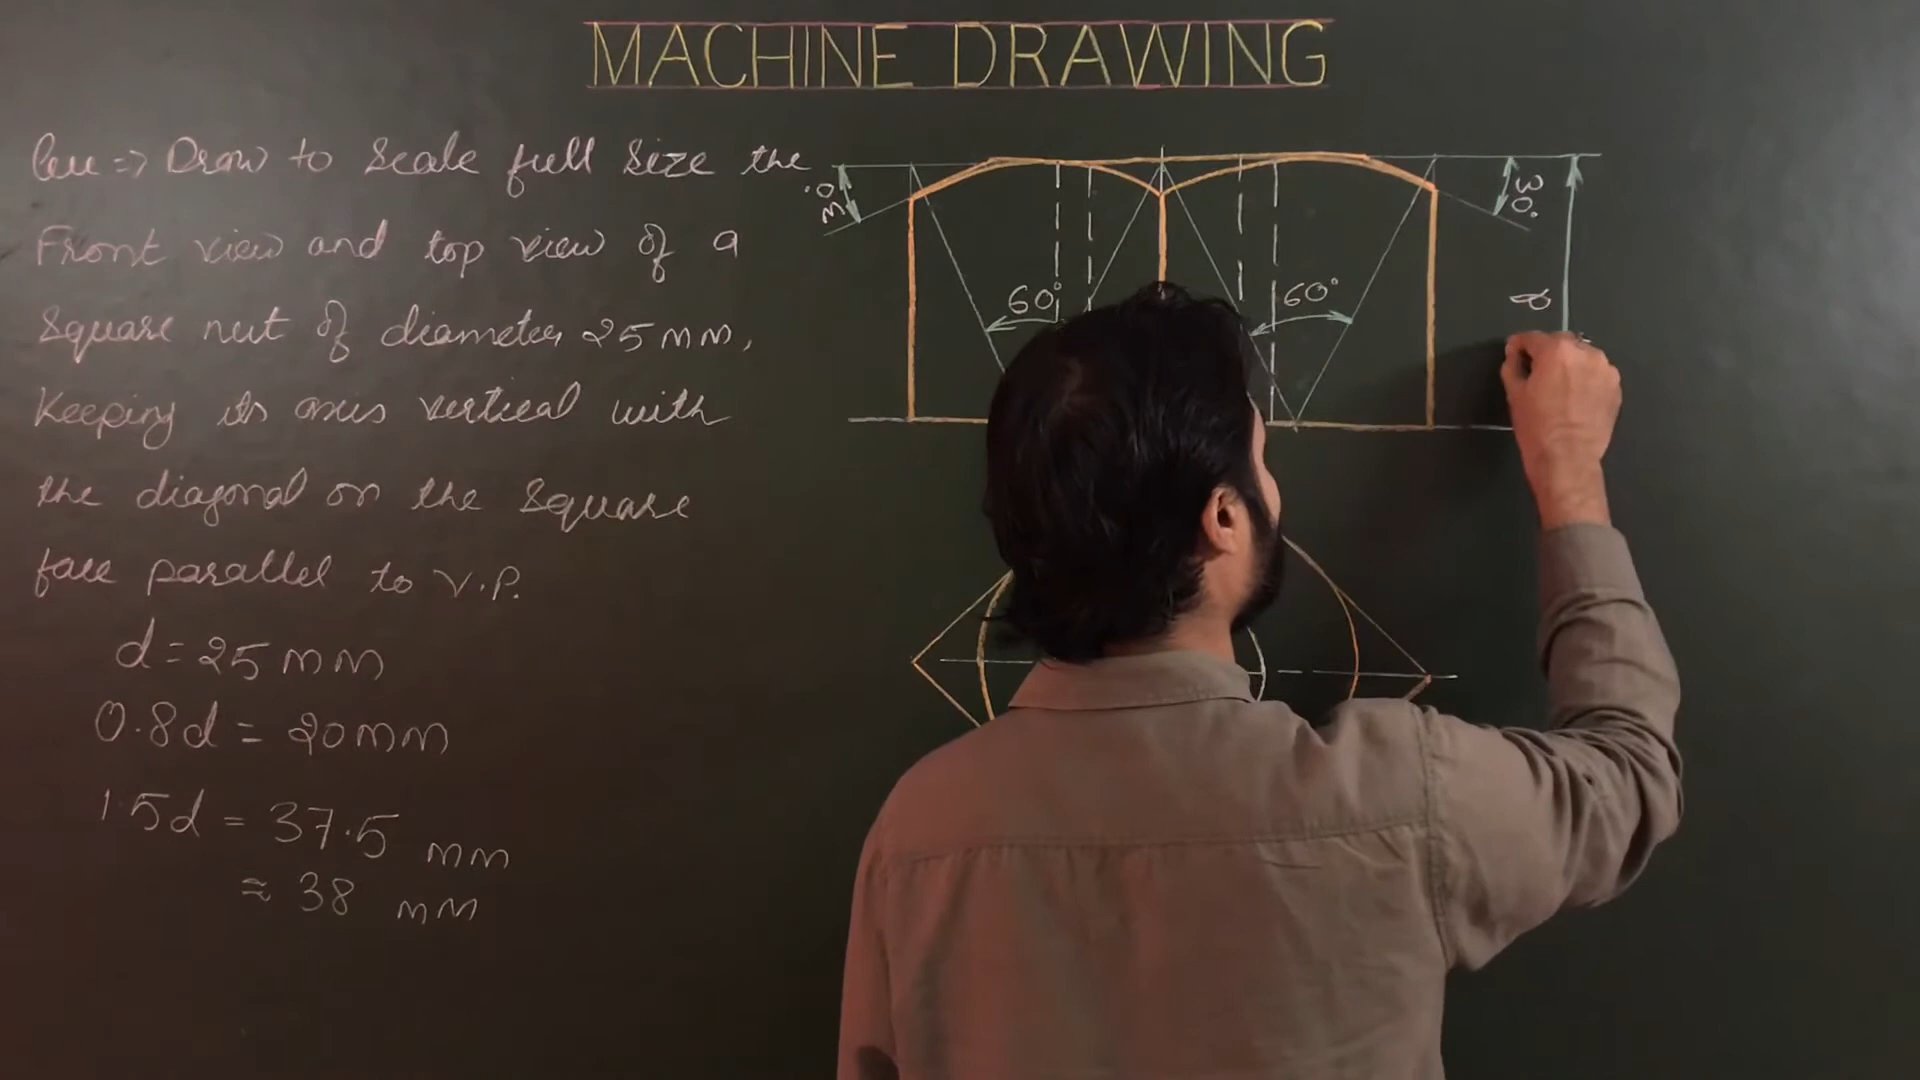 MACHINE DRAWING
Que => Draw to Scale full size the
Front view and top view of a
Square nut of diameter 25 mm,
Keeping its axis vertical with
the diagonal on the square
face parallel to V.P.
d = 25 mm
0.8d = 20 mm
1.5d = 37.5 mm
≈ 38 mm
30°
60°
60°
30°